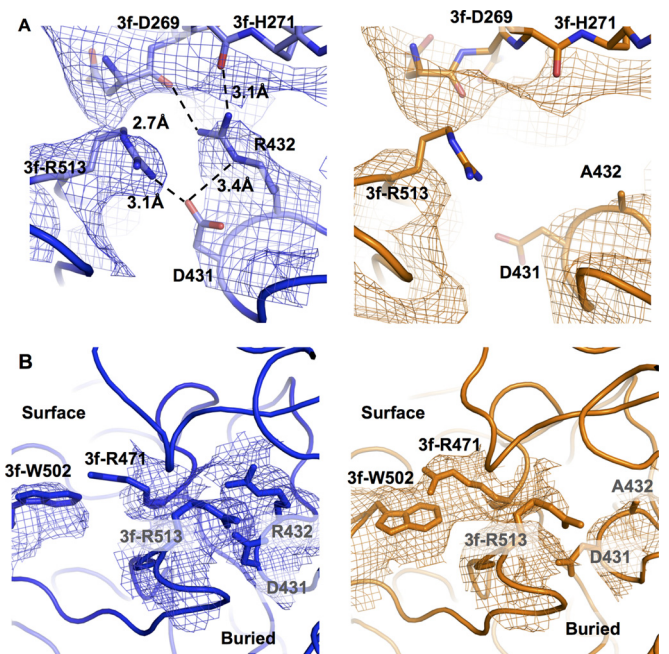 A
3f-D269
3f-H271
3f-D269
3f-H271
3.1Å
2.7Å
R432
3f-R513
3.4Å
3.1Å
D431
3f-R513
A432
D431
B
Surface
3f-R471
3f-W502
3f-R513
R432
D431
Buried
Surface
3f-R471
3f-W502
A432
3f-R513
D431
Buried